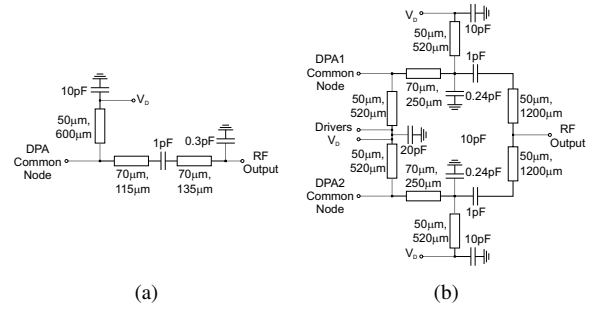 10pF
V_D
50µm,
600µm
DPA
Common
Node
1pF
0.3pF
RF
Output
70µm,
115µm
70µm,
135µm
(a)
V_D
10pF
50µm,
520µm
1pF
DPA1
Common
Node
70µm,
250µm
0.24pF
50µm,
520µm
50µm,
1200µm
Drivers
V_D
20pF
10pF
RF
Output
50µm,
520µm
70µm,
250µm
0.24pF
50µm,
1200µm
DPA2
Common
Node
1pF
50µm,
520µm
10pF
V_D
(b)